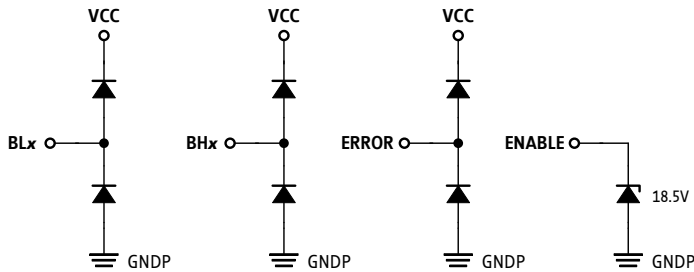 VCC
VCC
VCC
BLx
BHx
ERROR
ENABLE
18.5V
GNDP
GNDP
GNDP
GNDP